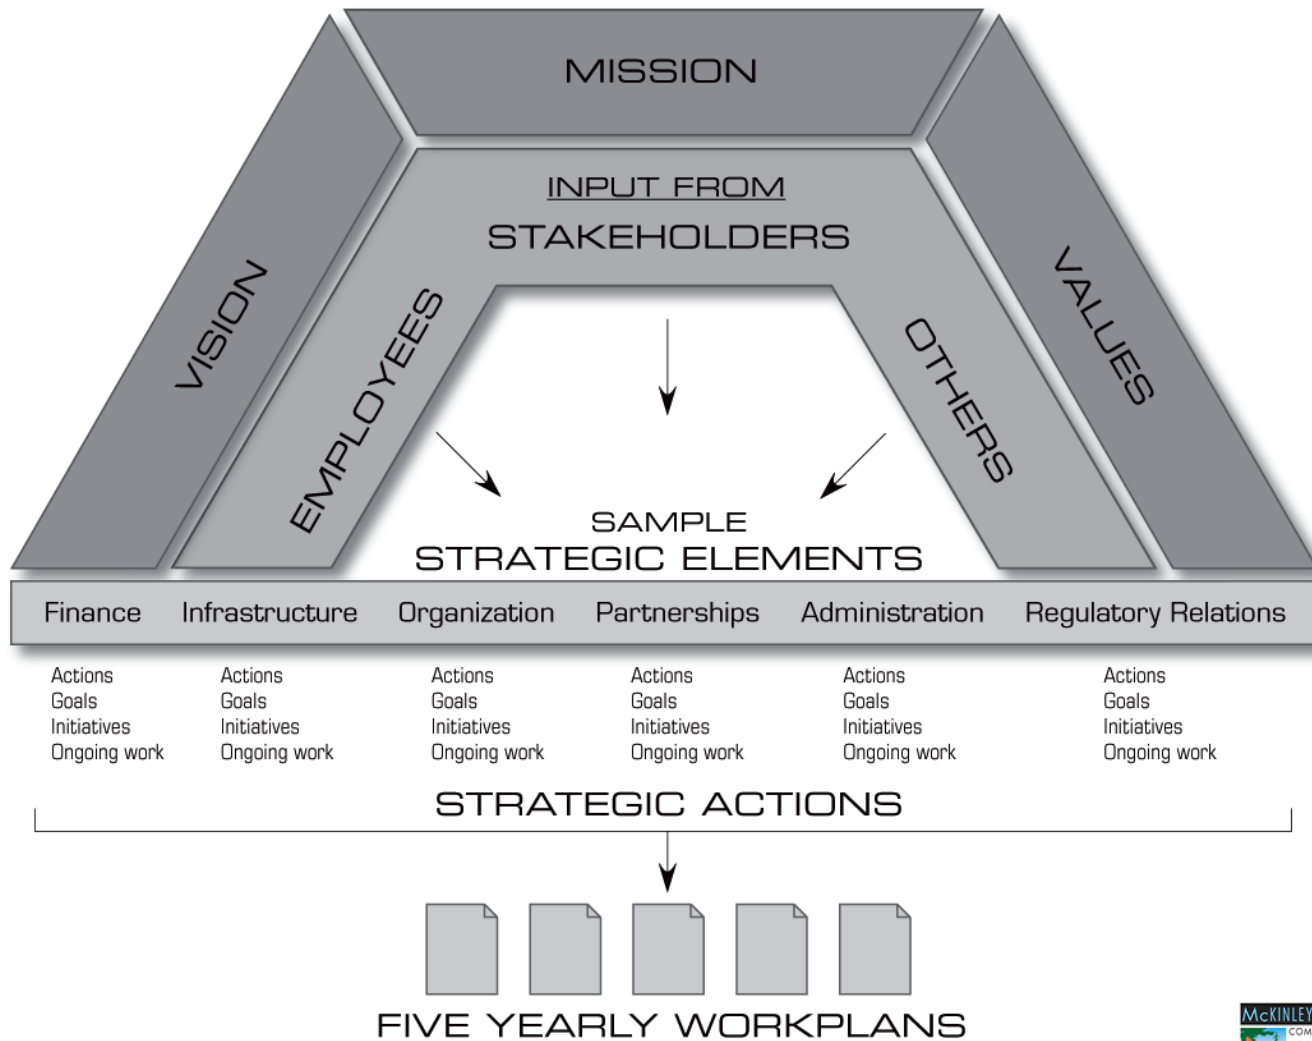 MISSION
VISION
VALUES
INPUT FROM
STAKEHOLDERS
EMPLOYEES
OTHERS
SAMPLE
STRATEGIC ELEMENTS
Finance Infrastructure Organization Partnerships Administration Regulatory Relations
Actions Actions Actions Actions Actions Actions
Goals Goals Goals Goals Goals Goals
Initiatives Initiatives Initiatives Initiatives Initiatives Initiatives
Ongoing work Ongoing work Ongoing work Ongoing work Ongoing work Ongoing work
STRATEGIC ACTIONS
FIVE YEARLY WORKPLANS
McKINLEY